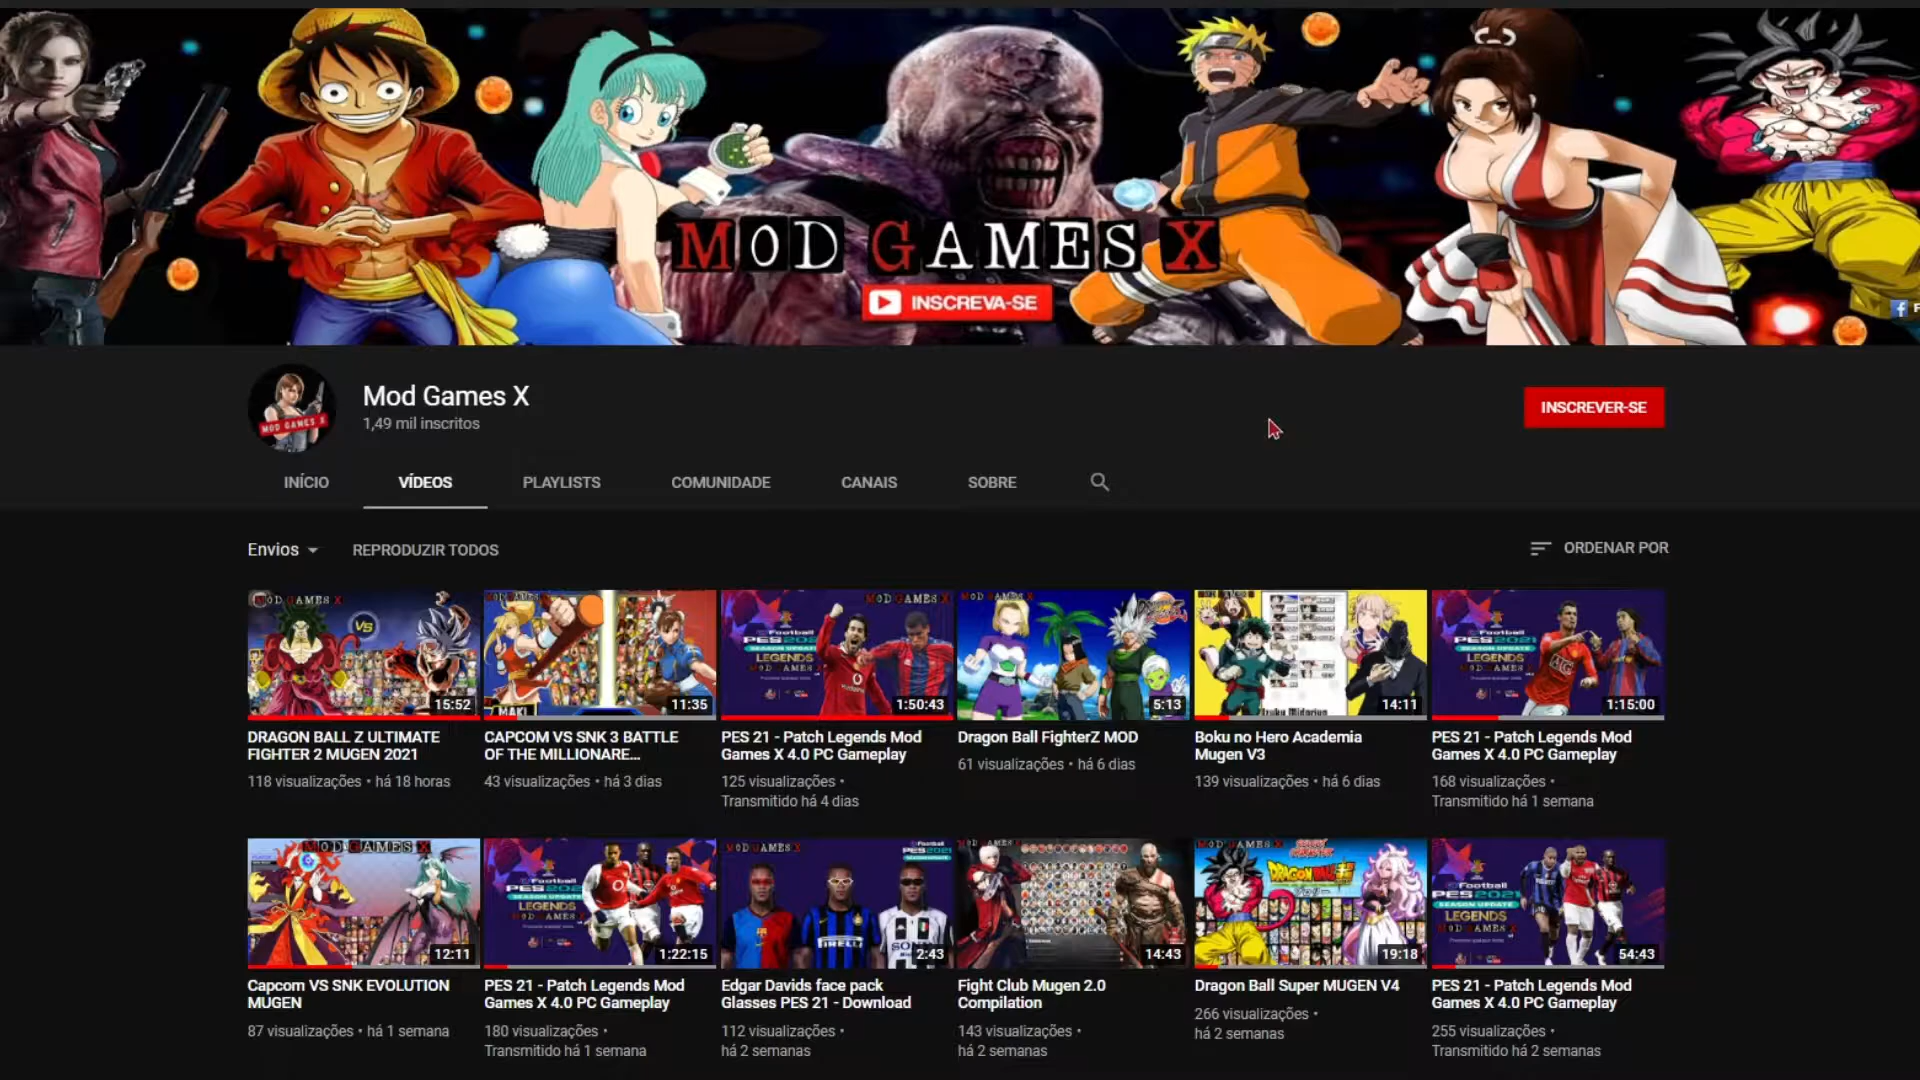 MOD GAMES X
INSCREVA-SE
Mod Games X
1,49 mil inscritos
INSCREVER-SE
INÍCIO VÍDEOS PLAYLISTS COMUNIDADE CANAIS SOBRE
Envios REPRODUZIR TODOS ORDENAR POR
15:52
11:35
1:50:43
5:13
14:11
1:15:00
DRAGON BALL Z ULTIMATE
FIGHTER 2 MUGEN 2021
118 visualizações • há 18 horas
CAPCOM VS SNK 3 BATTLE
OF THE MILLIONARE...
43 visualizações • há 3 dias
PES 21 - Patch Legends Mod
Games X 4.0 PC Gameplay
125 visualizações •
Transmitido há 4 dias
Dragon Ball FighterZ MOD
61 visualizações • há 6 dias
Boku no Hero Academia
Mugen V3
139 visualizações • há 6 dias
PES 21 - Patch Legends Mod
Games X 4.0 PC Gameplay
168 visualizações •
Transmitido há 1 semana
12:11
1:22:15
2:43
14:43
19:18
54:43
Capcom VS SNK EVOLUTION
MUGEN
87 visualizações • há 1 semana
PES 21 - Patch Legends Mod
Games X 4.0 PC Gameplay
180 visualizações •
Transmitido há 1 semana
Edgar Davids face pack
Glasses PES 21 - Download
112 visualizações •
há 2 semanas
Fight Club Mugen 2.0
Compilation
143 visualizações •
há 2 semanas
Dragon Ball Super MUGEN V4
266 visualizações •
há 2 semanas
PES 21 - Patch Legends Mod
Games X 4.0 PC Gameplay
255 visualizações •
Transmitido há 2 semanas